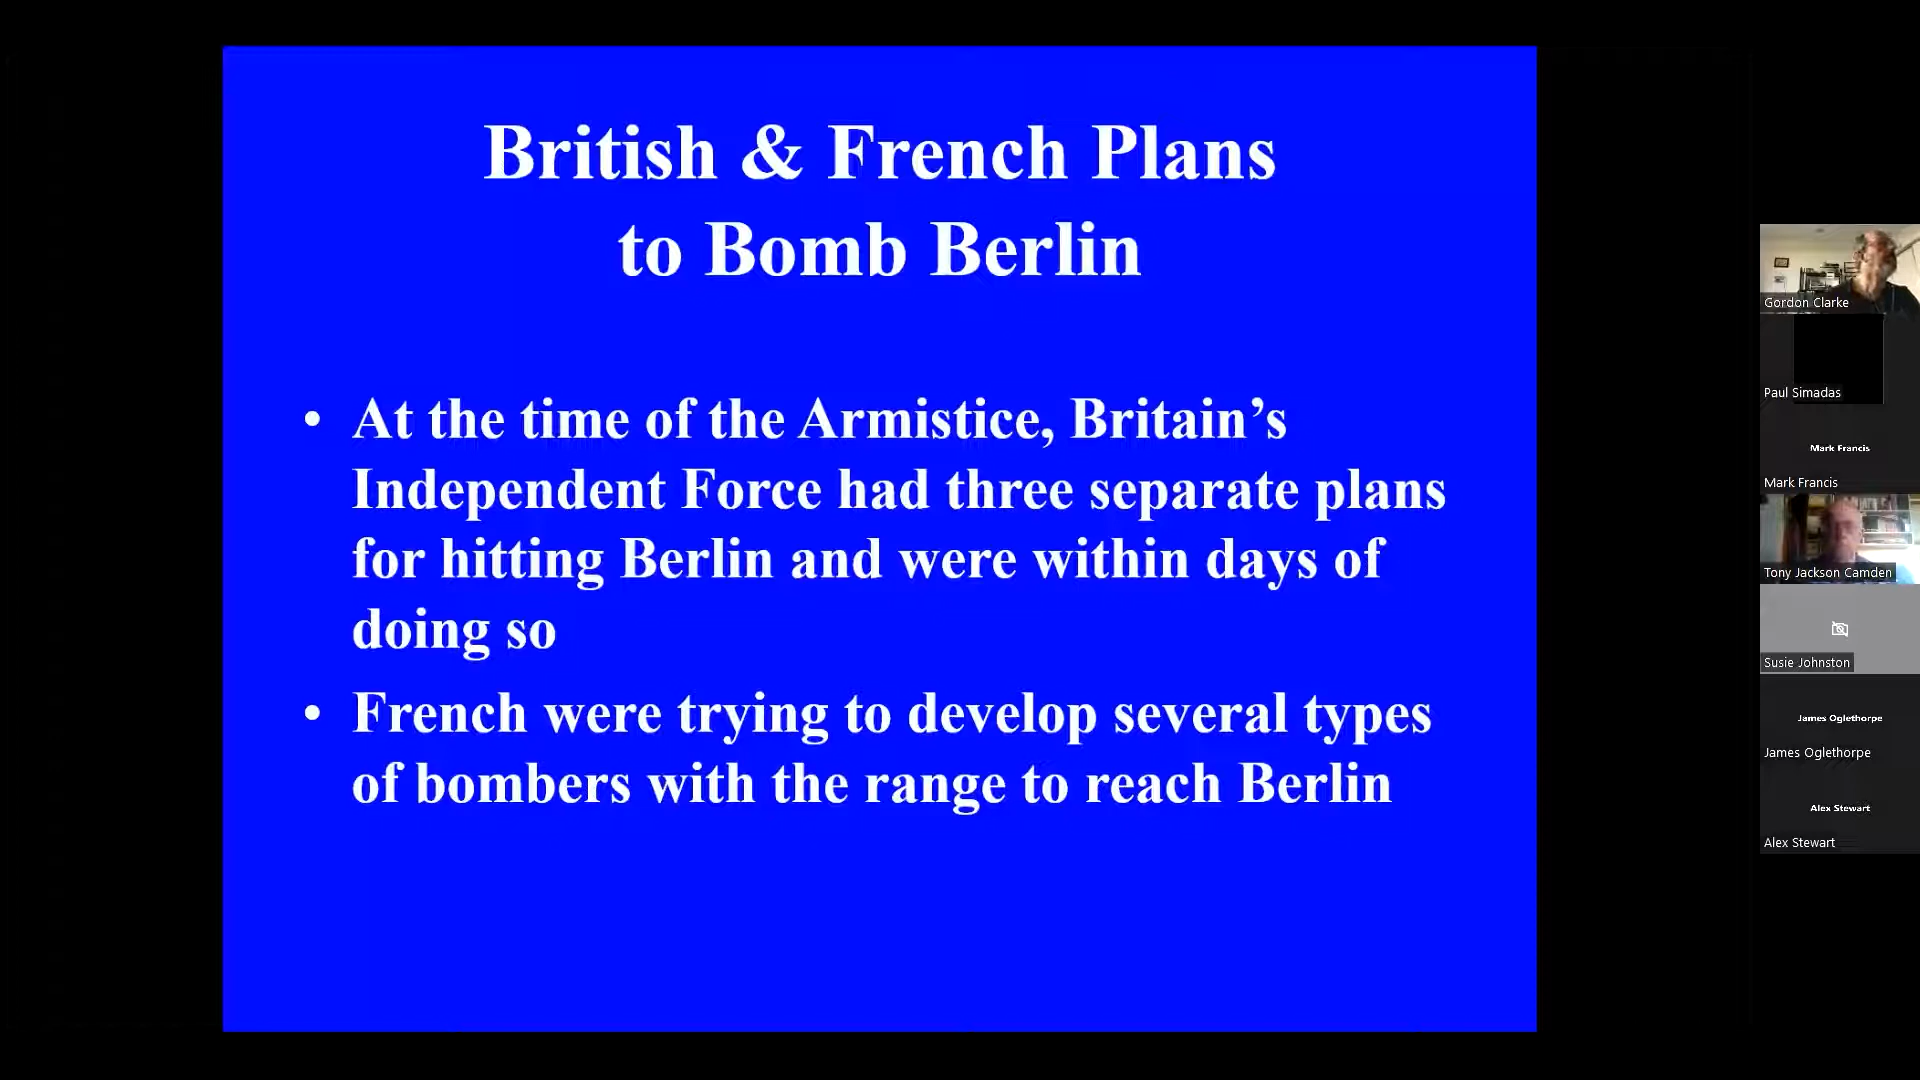 British & French Plans
to Bomb Berlin
• At the time of the Armistice, Britain’s
Independent Force had three separate plans
for hitting Berlin and were within days of
doing so
• French were trying to develop several types
of bombers with the range to reach Berlin
Gordon Clarke
Paul Simadas
Mark Francis
Mark Francis
Tony Jackson Camden
Susie Johnston
James Oglethorpe
James Oglethorpe
Alex Stewart
Alex Stewart